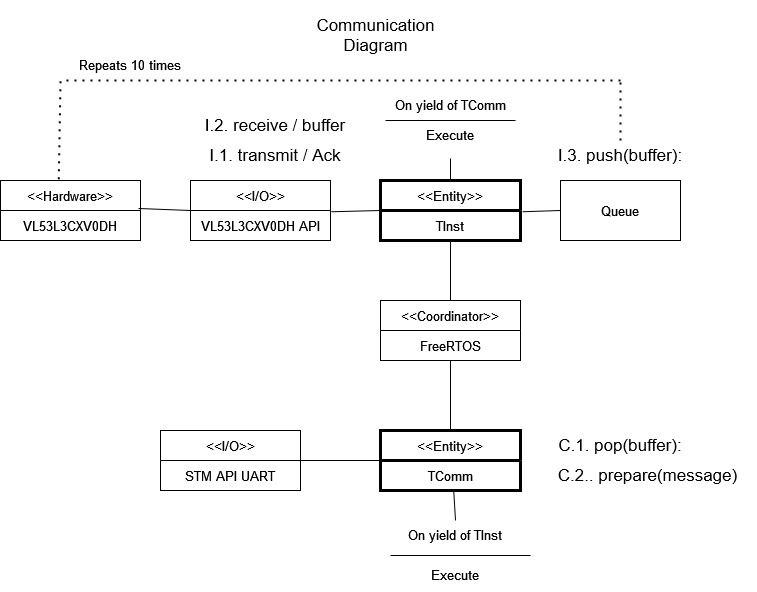 Communication
Diagram
Repeats 10 times
On yield of TComm
Execute
I.2. receive / buffer
I.1. transmit / Ack
I.3. push(buffer):
<<Hardware>>
VL53L3CXV0DH
<<I/O>>
VL53L3CXV0DH API
<<Entity>>
TInst
Queue
<<Coordinator>>
FreeRTOS
<<I/O>>
STM API UART
<<Entity>>
TComm
C.1. pop(buffer):
C.2.. prepare(message)
On yield of TInst
Execute